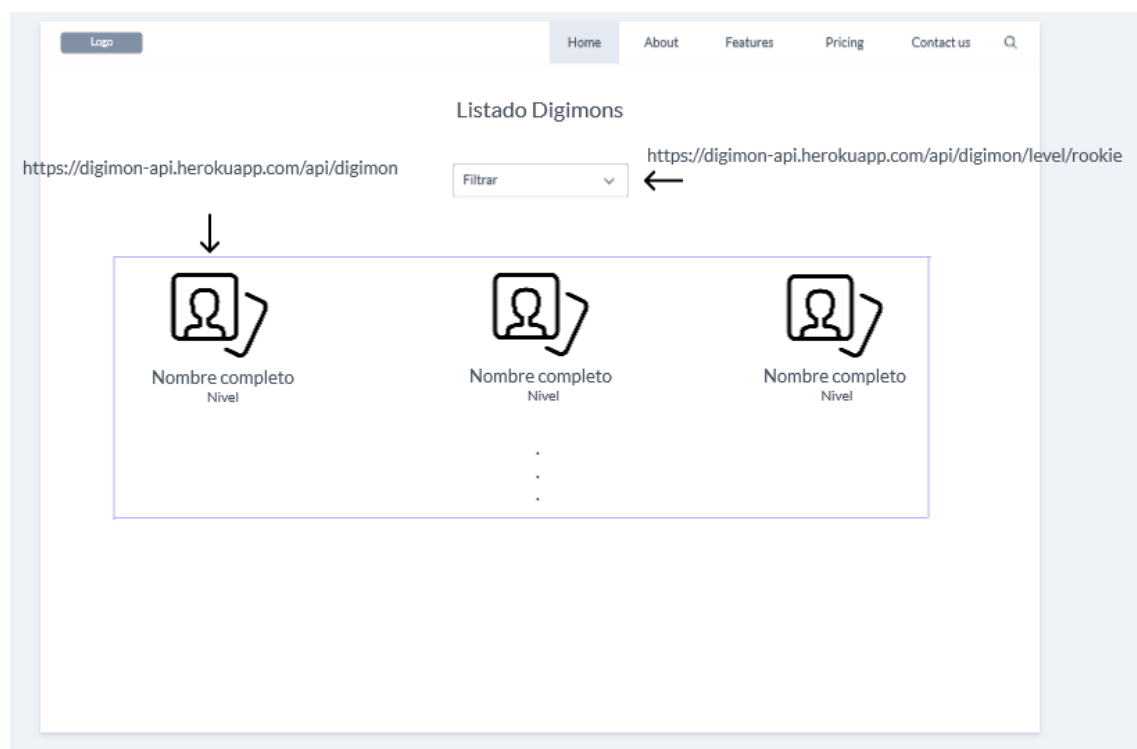 Logo Home About Features Pricing Contact us
Listado Digimons
https://digimon-api.herokuapp.com/api/digimon
https://digimon-api.herokuapp.com/api/digimon/level/rookie
Filtrar
Nombre completo Nombre completo Nombre completo
Nivel Nivel Nivel